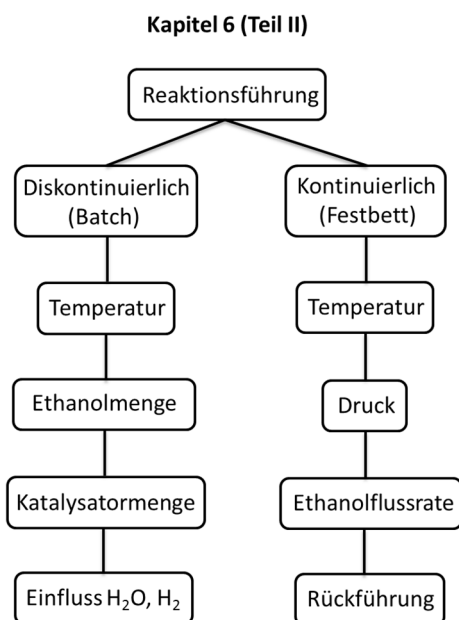 Kapitel 6 (Teil II)
Reaktionsführung
Diskontinuierlich
(Batch)
Kontinuierlich
(Festbett)
Temperatur
Temperatur
Ethanolmenge
Druck
Katalysatormenge
Ethanolflussrate
Einfluss H₂O, H₂
Rückführung